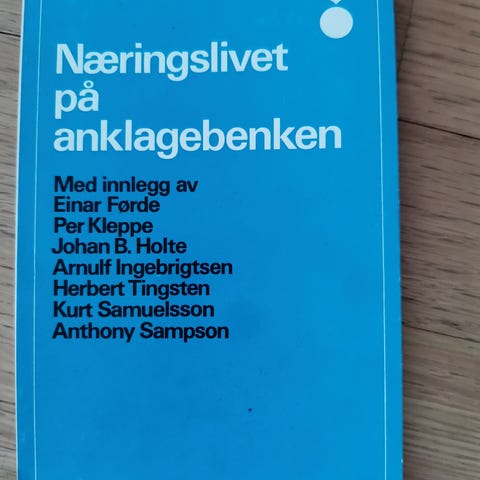 Næringslivet
på
anklagebenken
Med innlegg av
Einar Førde
Per Kleppe
Johan B. Holte
Arnulf Ingebrigtsen
Herbert Tingsten
Kurt Samuelsson
Anthony Sampson